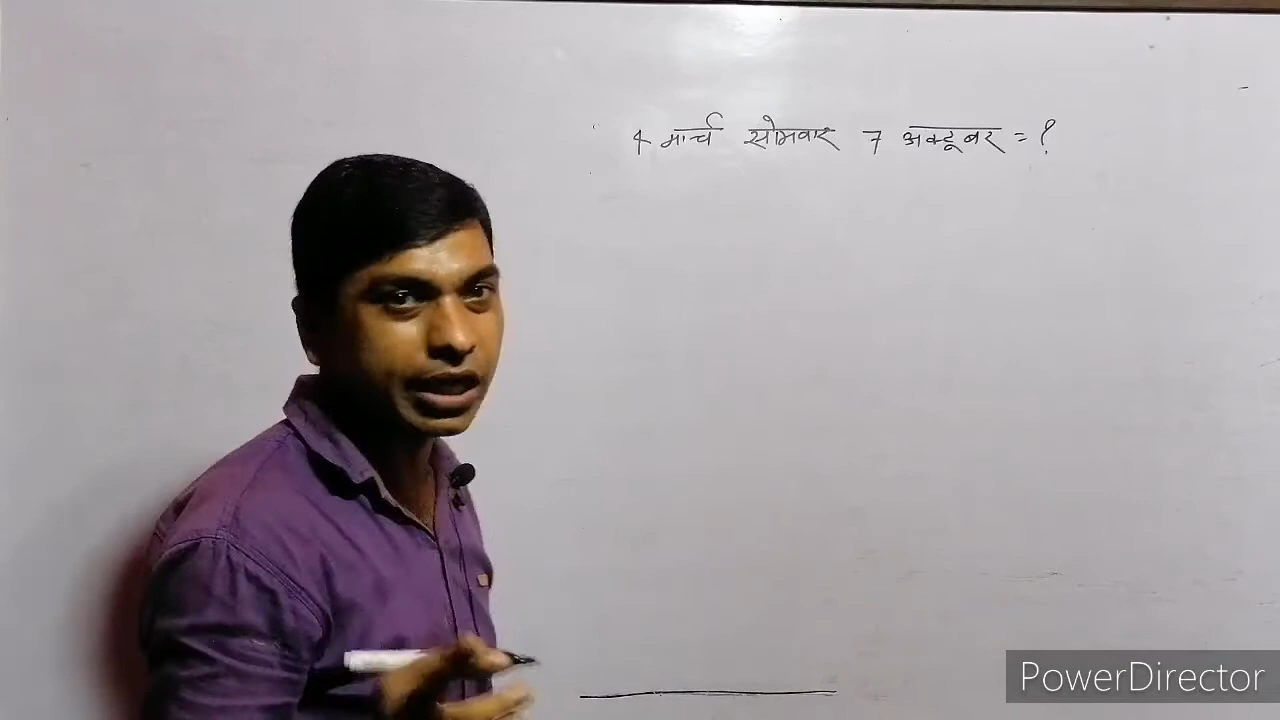 4 मार्च सोमवार 7 अक्टूबर = ?
PowerDirector